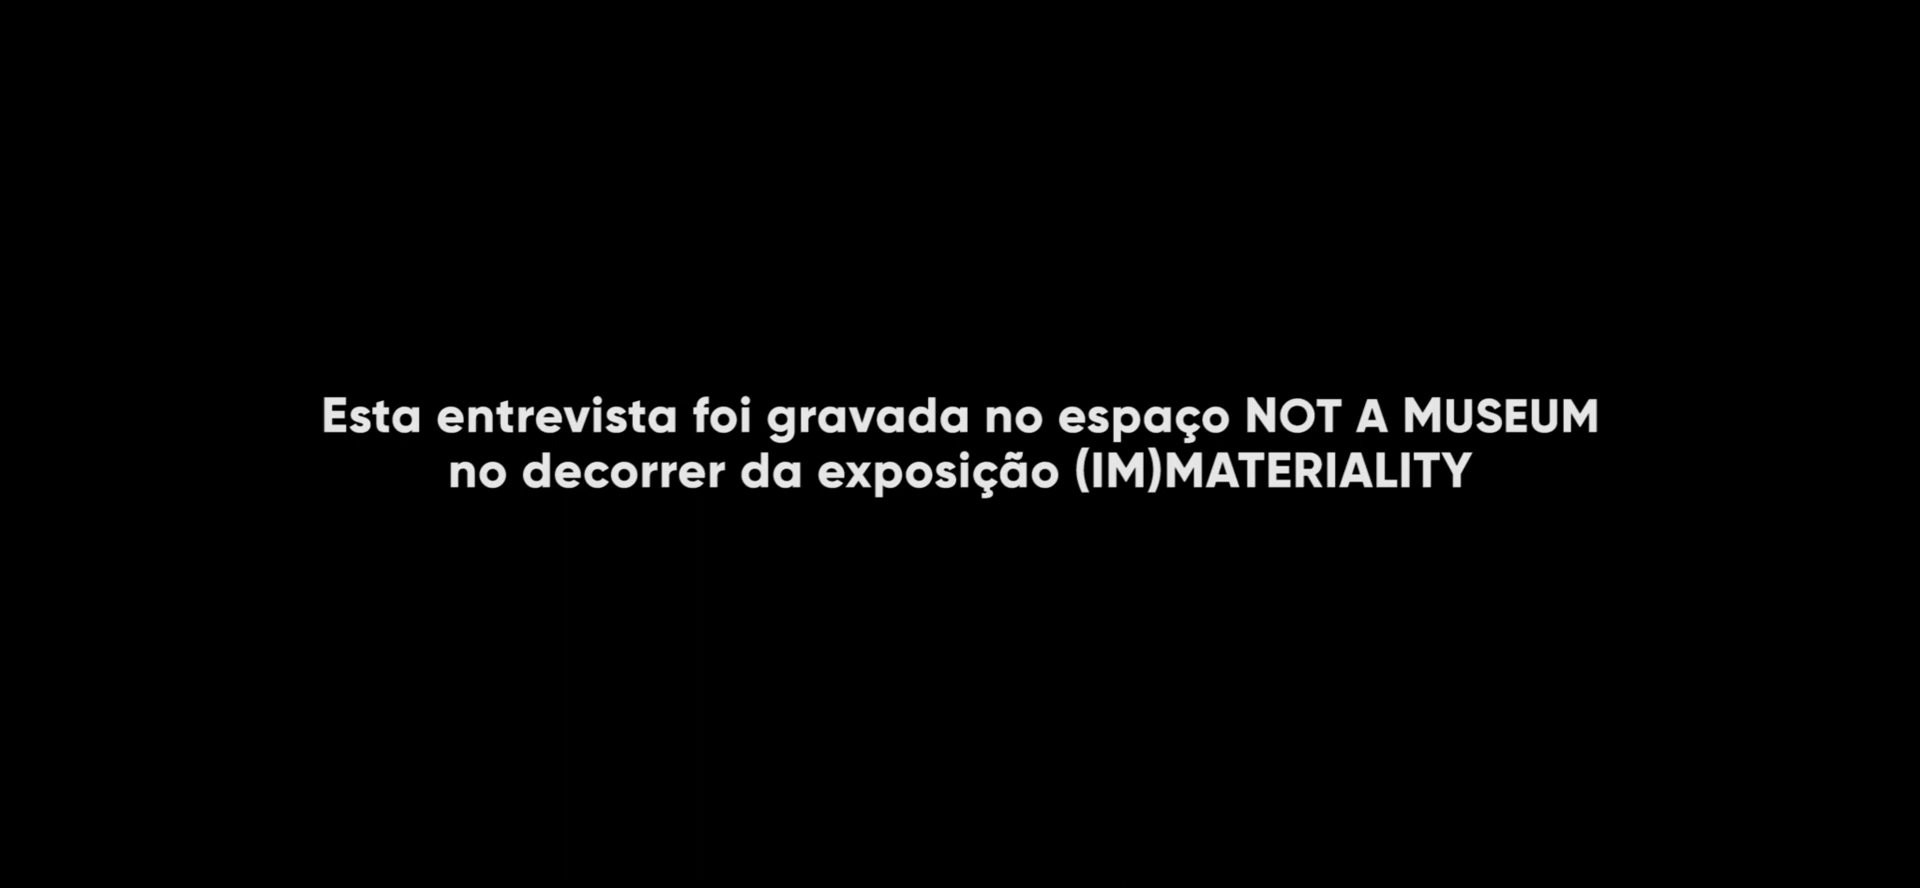 Esta entrevista foi gravada no espaço NOT A MUSEUM
no decorrer da exposição (IM)MATERIALITY